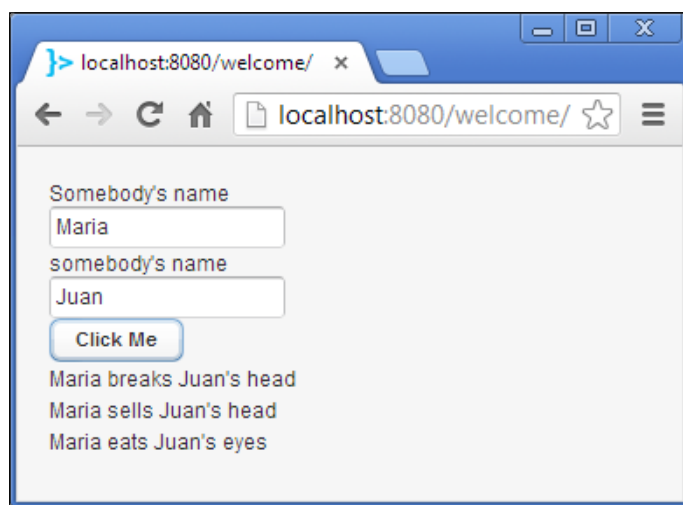 localhost:8080/welcome/
localhost:8080/welcome/
Somebody's name
Maria
somebody's name
Juan
Click Me
Maria breaks Juan's head
Maria sells Juan's head
Maria eats Juan's eyes